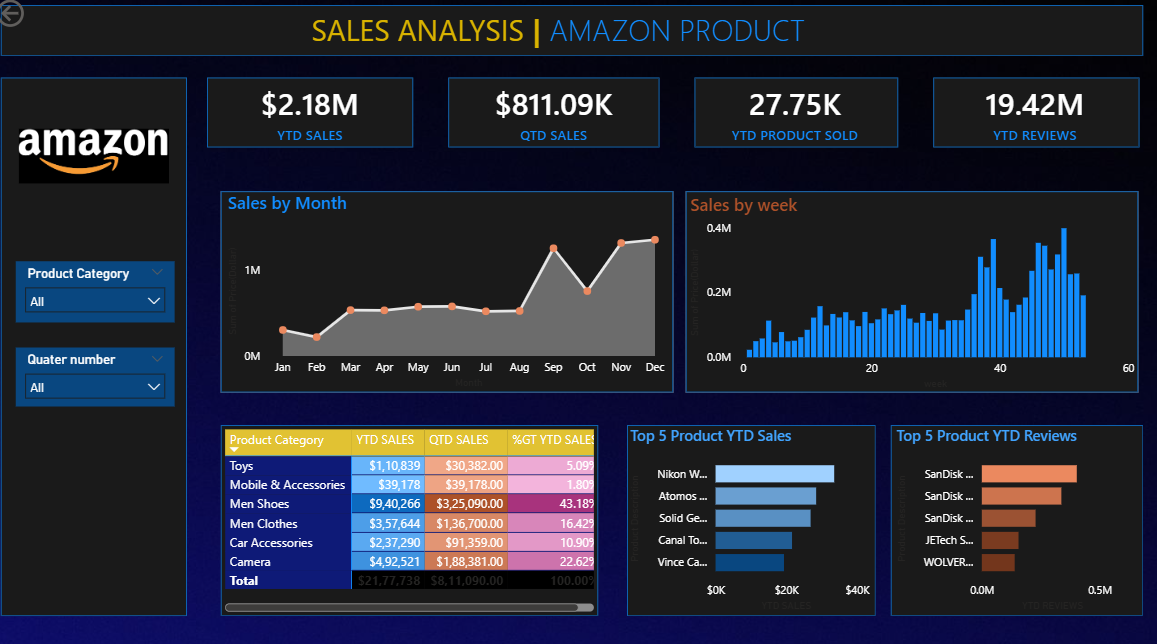 SALES ANALYSIS | AMAZON PRODUCT
amazon
Product Category
All
Quater number
All
$2.18M
YTD SALES
$811.09K
QTD SALES
27.75K
YTD PRODUCT SOLD
19.42M
YTD REVIEWS
Sales by Month
1M
0M
Jan Feb Mar Apr May Jun Jul Aug Sep Oct Nov Dec
Month
Sales by week
0.4M
0.2M
0.0M
0 20 40 60
week
Product Category YTD SALES QTD SALES %GT YTD SALES
Toys $1,10,839 $30,382.00 5.09%
Mobile & Accessories $39,178 $39,178.00 1.80%
Men Shoes $9,40,266 $3,25,090.00 43.18%
Men Clothes $3,57,644 $1,36,700.00 16.42%
Car Accessories $2,37,290 $91,359.00 10.90%
Camera $4,92,521 $1,88,381.00 22.62%
Total $21,77,738 $8,11,090.00 100.00%
Top 5 Product YTD Sales
Nikon W...
Atomos ...
Solid Ge...
Canal To...
Vince Ca...
$0K $20K $40K
YTD SALES
Top 5 Product YTD Reviews
SanDisk ...
SanDisk ...
SanDisk ...
JETech S...
WOLVER...
0.0M 0.5M
YTD REVIEWS